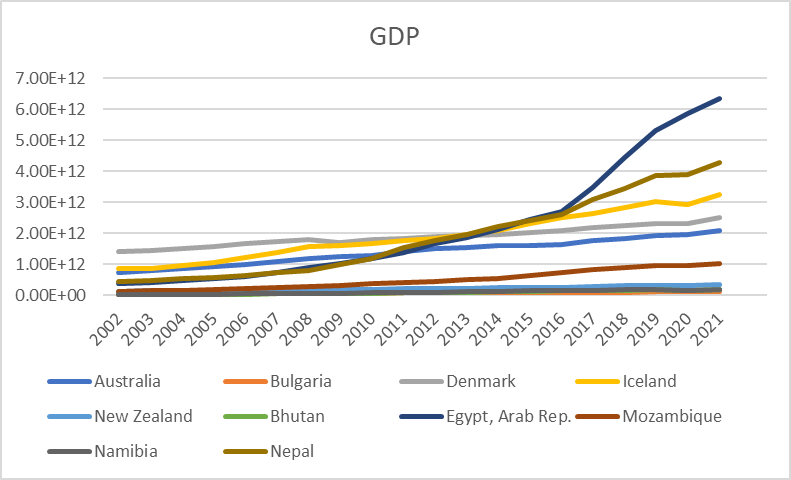 GDP
7.00E+12
6.00E+12
5.00E+12
4.00E+12
3.00E+12
2.00E+12
1.00E+12
0.00E+00
2002 2003 2004 2005 2006 2007 2008 2009 2010 2011 2012 2013 2014 2015 2016 2017 2018 2019 2020 2021
Australia Bulgaria Denmark Iceland
New Zealand Bhutan Egypt, Arab Rep. Mozambique
Namibia Nepal